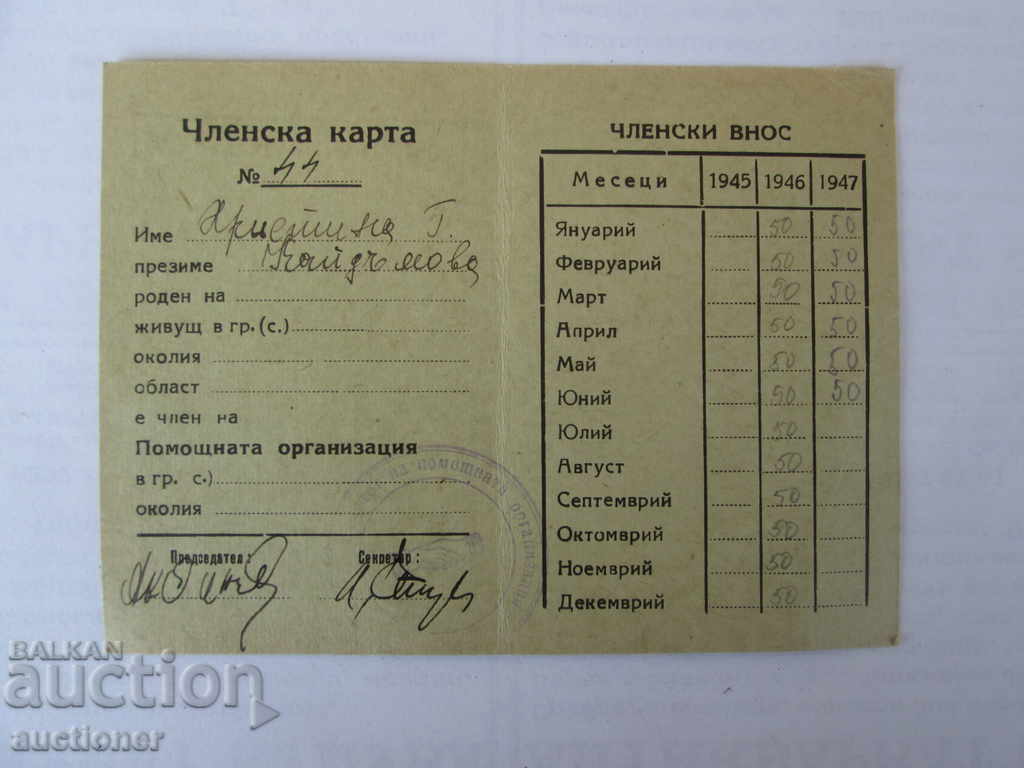 Членска карта
№ 44
Име Христина Г.
презиме Кайдъмова
роден на
живущ в гр. (с.)
околия
област
е член на
Помощната организация
в гр. с.)
околия
Председател: Секретар:
помощната организация
ЧЛЕНСКИ ВНОС
Месеци 1945 1946 1947
Януарий 50 50
Февруарий 50 50
Март 50 50
Април 50 50
Май 50 50
Юний 50 50
Юлий 50
Август 50
Септемврий 50
Октомврий 50
Ноемврий 50
Декемврий 50
BALKAN
auction
auctioner